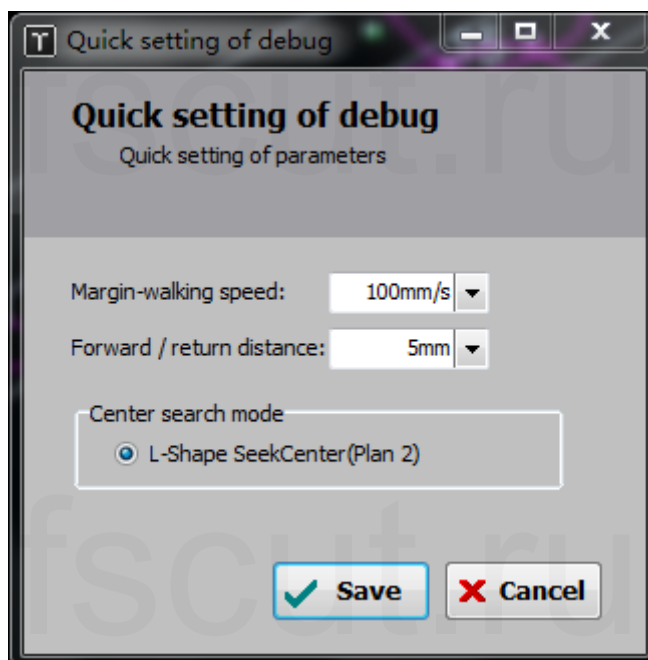 Quick setting of debug
fscut.ru
Quick setting of debug
Quick setting of parameters
Margin-walking speed: 100mm/s
Forward / return distance: 5mm
Center search mode
L-Shape SeekCenter(Plan 2)
fscut.ru
Save Cancel